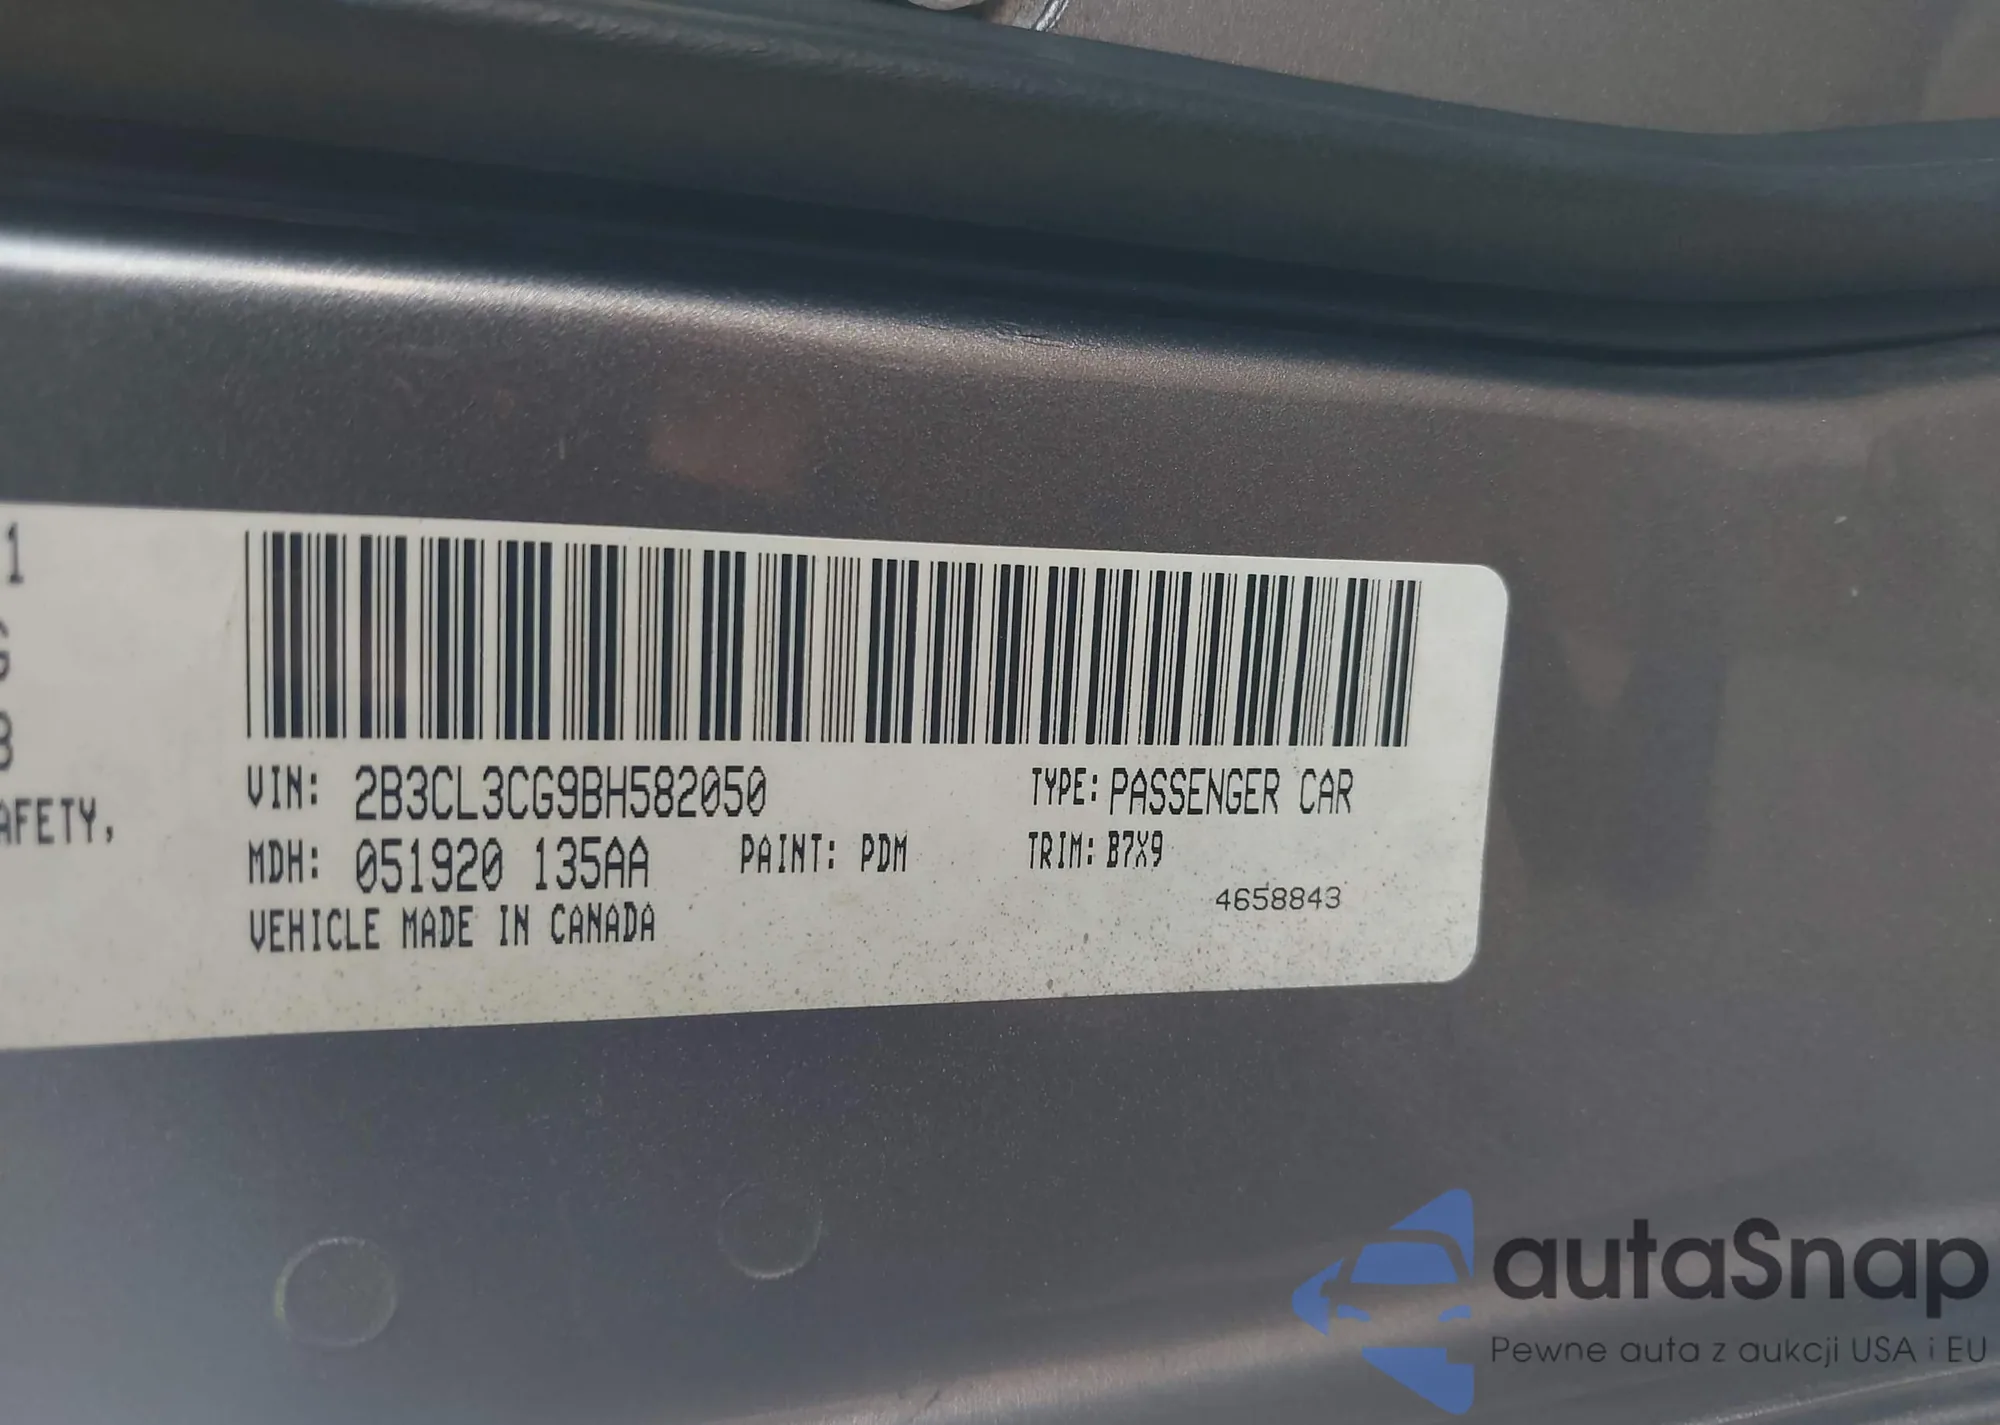 1
G
8
AFETY,
VIN: 2B3CL3CG9BH582050 TYPE: PASSENGER CAR
MDH: 051920 135AA PAINT: PDM TRIM: B7X9
4658843
VEHICLE MADE IN CANADA
autaSnap
Pewne auta z aukcji USA i EU